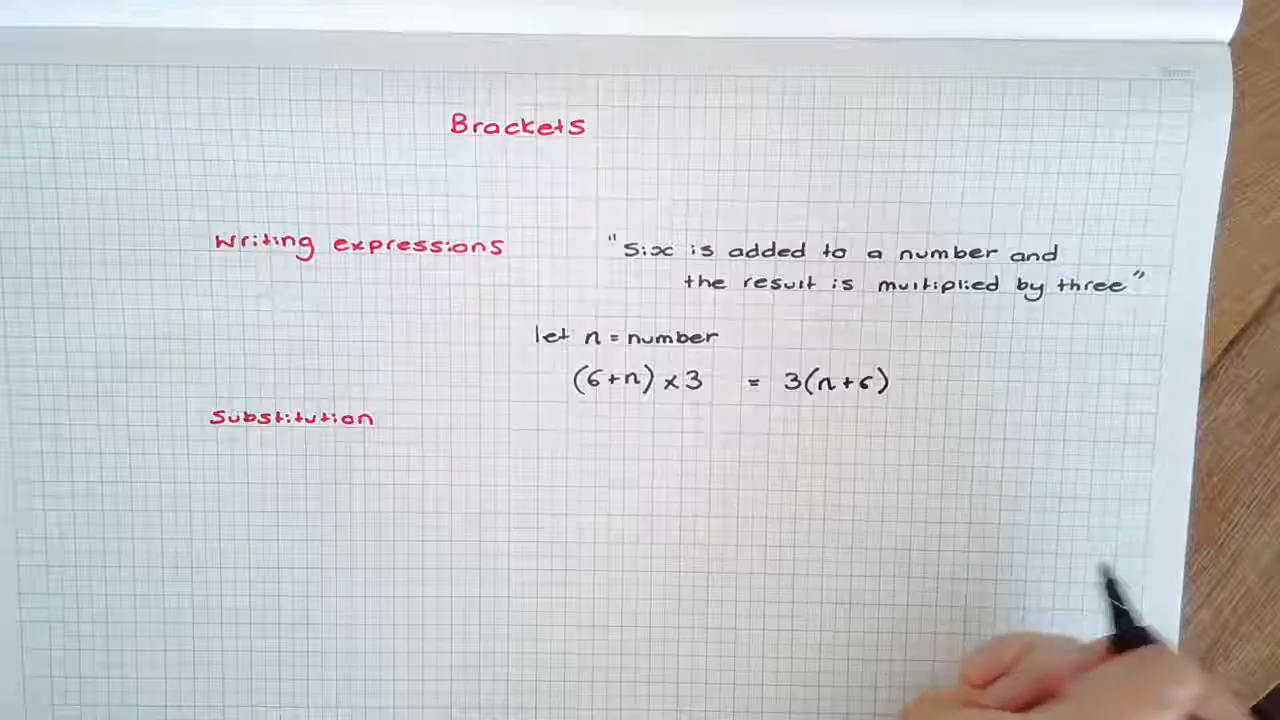 Brackets
Writing expressions
"Six is added to a number and
the result is multiplied by three"
let n = number
(6+n) × 3 = 3(n+6)
Substitution